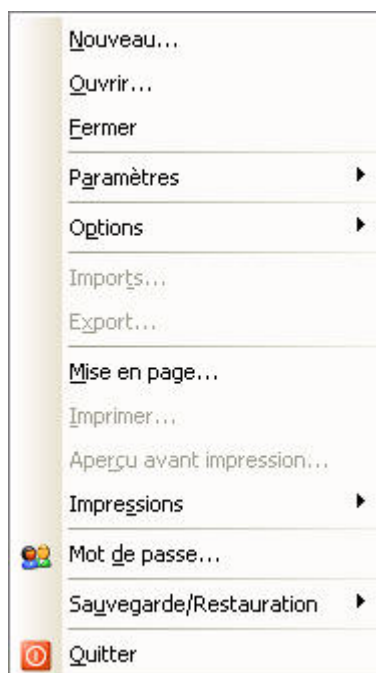 Nouveau...
Ouvrir...
Fermer
Paramètres
Options
Imports...
Export...
Mise en page...
Imprimer...
Aperçu avant impression...
Impressions
Mot de passe...
Sauvegarde/Restauration
Quitter